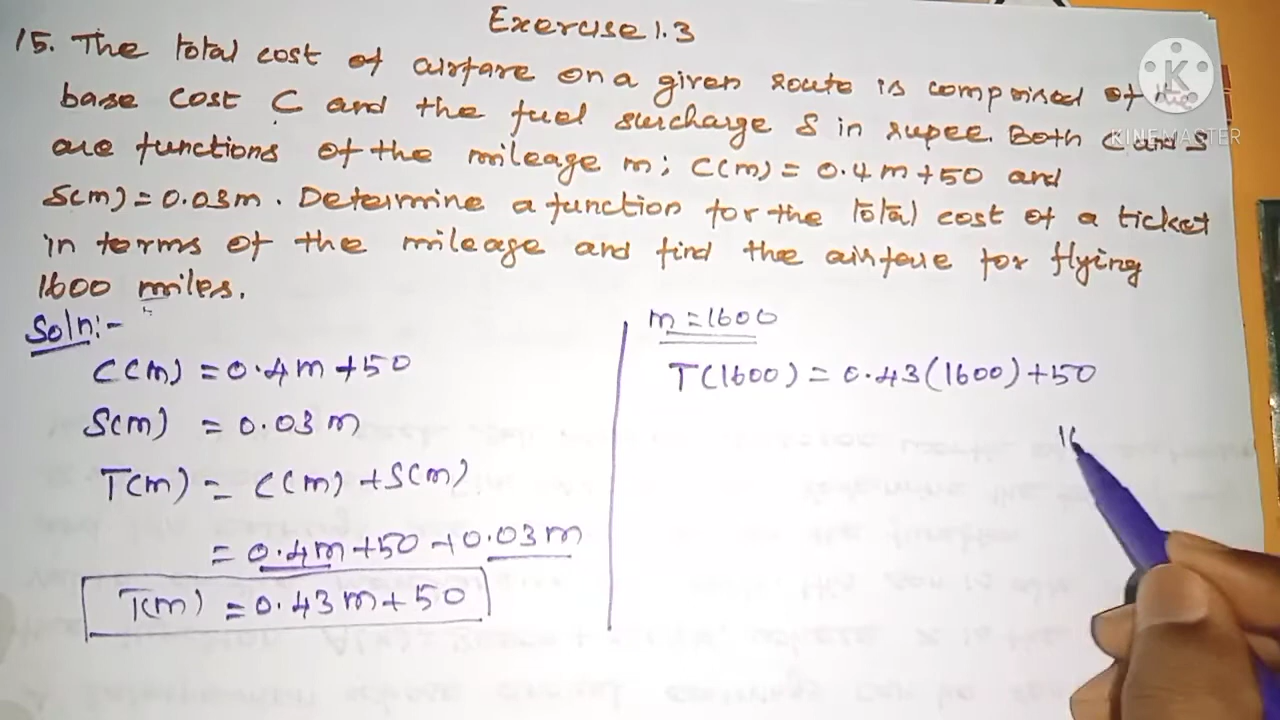 Exercise 1.3
15. The total cost of airfare on a given route is comprised of the
base cost C and the fuel surcharge S in rupee. Both C and S
are functions of the mileage m; C(m) = 0.4m+50 and
S(m) = 0.03m. Determine a function for the total cost of a ticket
in terms of the mileage and find the airfare for flying
1600 miles.
Soln:-
C(m) = 0.4m+50
S(m) = 0.03m
T(m) = C(m)+S(m)
= 0.4m+50+0.03m
T(m) = 0.43m+50
m = 1600
T(1600) = 0.43(1600)+50
K
KINEMASTER